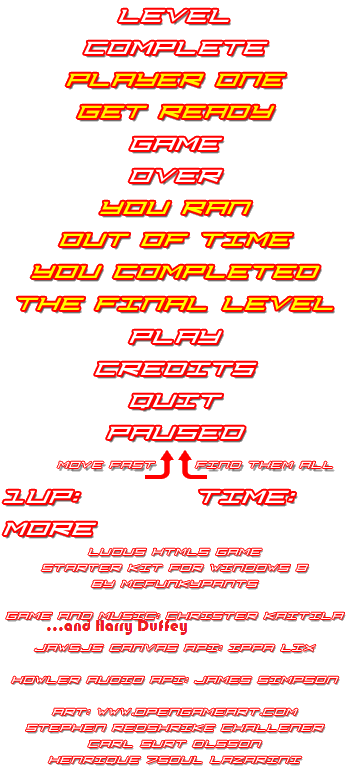 LEVEL
COMPLETE
PLAYER ONE
GET READY
GAME
OVER
YOU RAN
OUT OF TIME
YOU COMPLETED
THE FINAL LEVEL
PLAY
CREDITS
QUIT
PAUSED
MOVE FAST FIND THEM ALL
1UP: TIME:
MORE
LUDUS HTML5 GAME
STARTER KIT FOR WINDOWS 8
BY MCFUNKYPANTS
GAME AND MUSIC: CHRISTER KAITILA
...and Harry Duffey
JAWSJS CANVAS API: IPPA LIX
HOWLER AUDIO API: JAMES SIMPSON
ART: WWW.OPENGAMEART.COM
STEPHEN REDSHRIKE CHALLENER
CARL SURT OLSSON
HENRIQUE 7SOUL LAZARINI